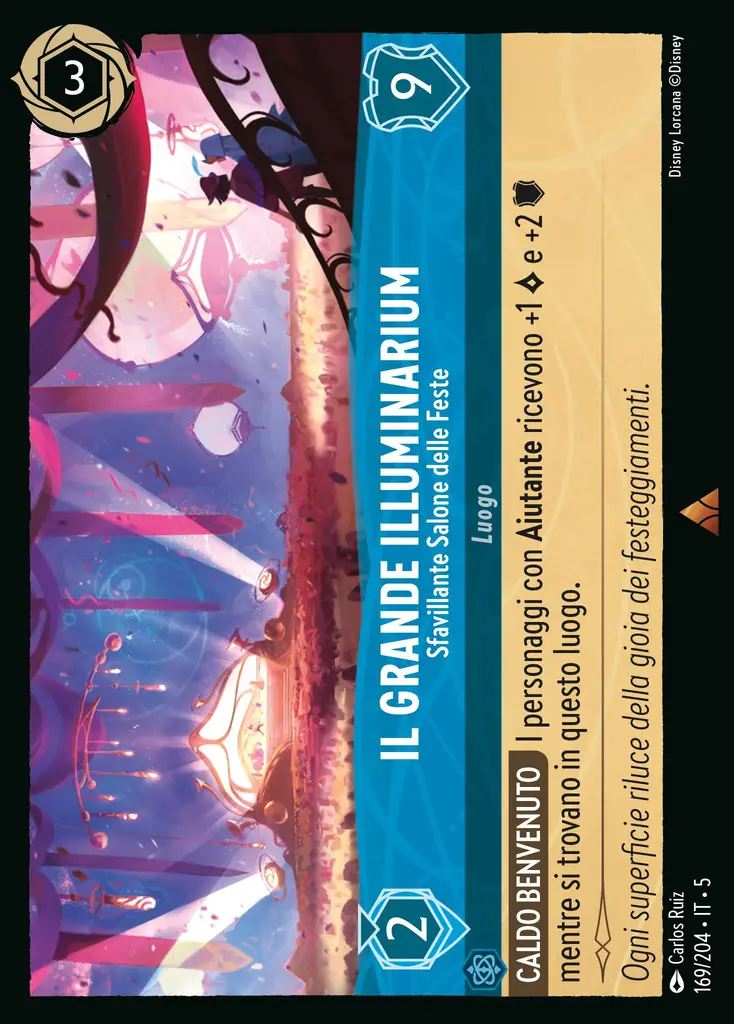 3
2
IL GRANDE ILLUMINARIUM
9
Sfavillante Salone delle Feste
Luogo
CALDO BENVENUTO I personaggi con Aiutante ricevono +1 e +2
mentre si trovano in questo luogo.
Ogni superficie riluce della gioia dei festeggiamenti.
Carlos Ruiz
169/204 • IT • 5
Disney Lorcana ©Disney